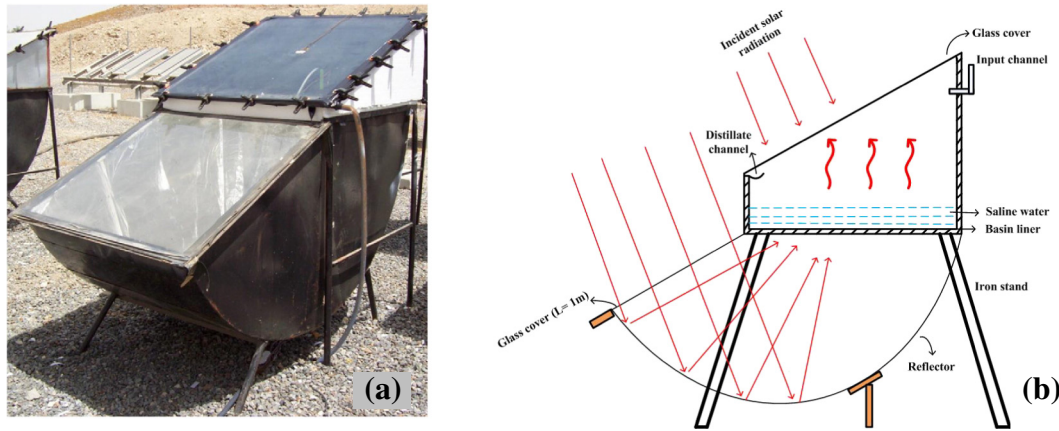 (a)
Incident solar
radiation
Glass cover
Input channel
Distillate
channel
Saline water
Basin liner
Glass cover (L= 1m)
Iron stand
Reflector
(b)